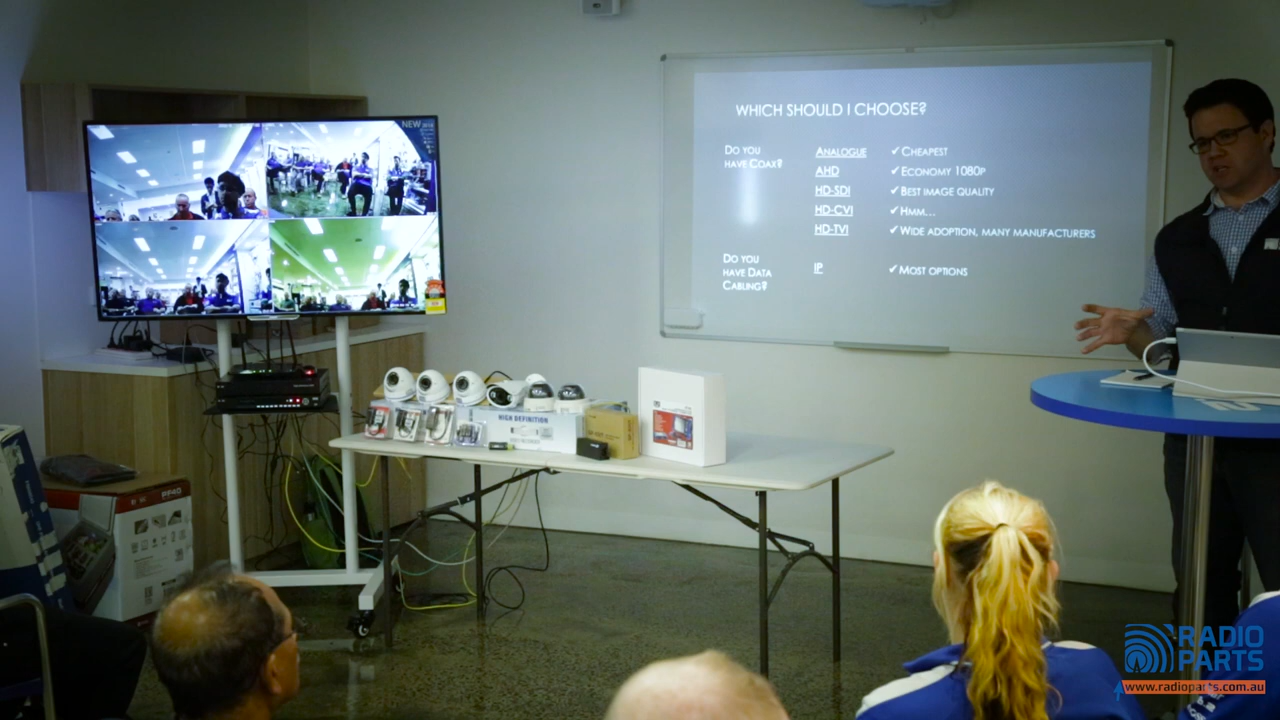 NEW 2016
WHICH SHOULD I CHOOSE?
DO YOU HAVE COAX?
ANALOGUE ✓ CHEAPEST
AHD ✓ ECONOMY 1080P
HD-SDI ✓ BEST IMAGE QUALITY
HD-CVI ✓ HMM...
HD-TVI ✓ WIDE ADOPTION, MANY MANUFACTURERS
DO YOU HAVE DATA CABLING?
IP ✓ MOST OPTIONS
HIGH DEFINITION
PF40
RADIO
PARTS
www.radioparts.com.au